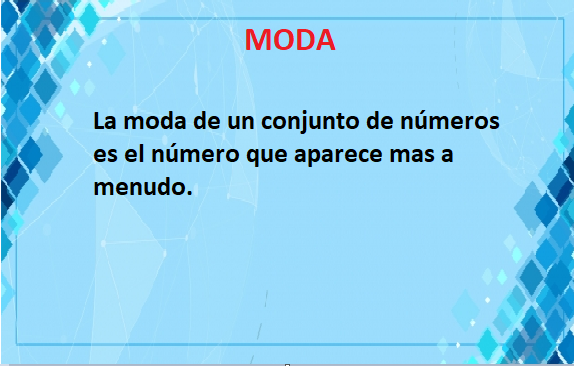 MODA
La moda de un conjunto de números
es el número que aparece mas a
menudo.